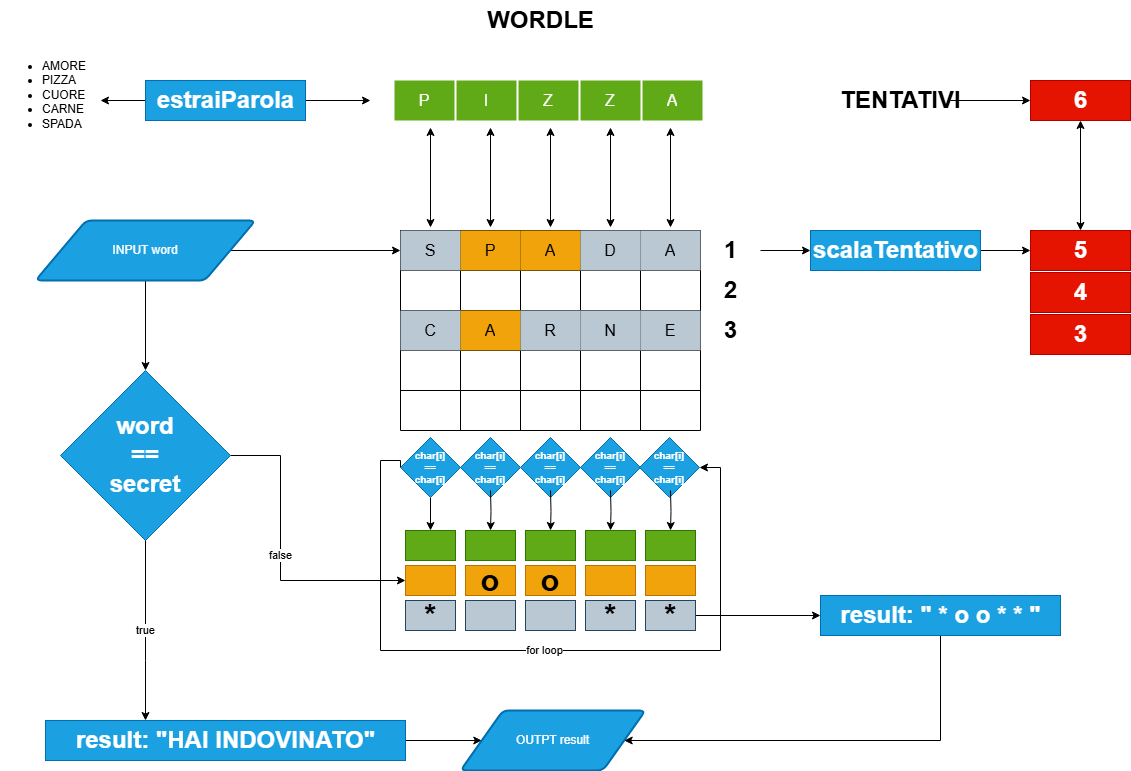 WORDLE
AMORE
PIZZA
CUORE
CARNE
SPADA
estraiParola
P I Z Z A
TENTATIVI
6
INPUT word
S P A D A
1
scalaTentativo
5
2
4
C A R N E
3
3
word
==
secret
char[i] char[i] char[i] char[i] char[i]
== == == == ==
char[i] char[i] char[i] char[i] char[i]
false
o o
* * *
result: " * o o * * "
true
for loop
result: "HAI INDOVINATO"
OUTPT result